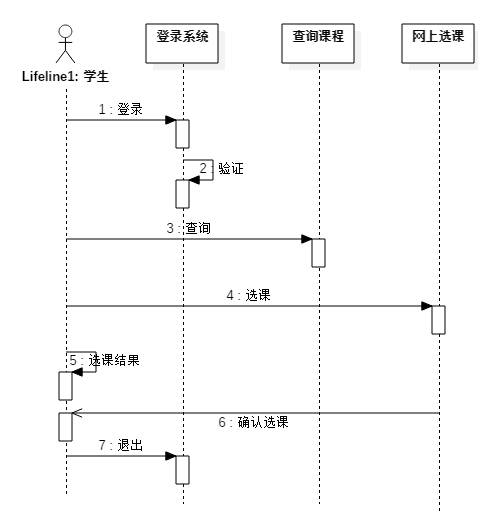 登录系统
查询课程
网上选课
Lifeline1: 学生
1 : 登录
2 : 验证
3 : 查询
4 : 选课
5 : 选课结果
6 : 确认选课
7 : 退出